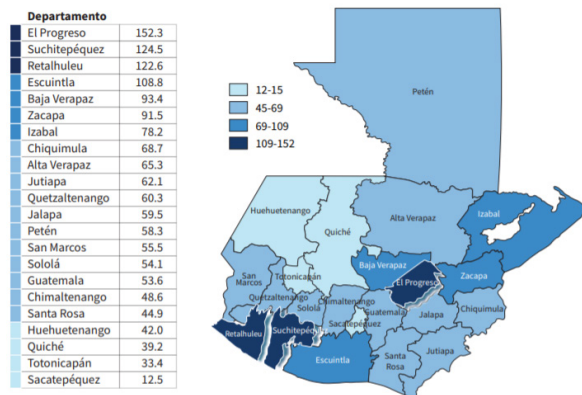 Departamento
El Progreso 152.3
Suchitepéquez 124.5
Retalhuleu 122.6
Escuintla 108.8
Baja Verapaz 93.4
Zacapa 91.5
Izabal 78.2
Chiquimula 68.7
Alta Verapaz 65.3
Jutiapa 62.1
Quetzaltenango 60.3
Jalapa 59.5
Petén 58.3
San Marcos 55.5
Sololá 54.1
Guatemala 53.6
Chimaltenango 48.6
Santa Rosa 44.9
Huehuetenango 42.0
Quiché 39.2
Totonicapán 33.4
Sacatepéquez 12.5
12-15
45-69
69-109
109-152
Petén
Huehuetenango
Quiché
Alta Verapaz
Izabal
Baja Verapaz
Zacapa
San
Marcos
Totonicapán
El Progreso
Quetzaltenango
Chimaltenango
Sololá
Guatemala
Chiquimula
Jalapa
Sacatepéquez
Retalhuleu
Suchitepéquez
Escuintla
Santa
Rosa
Jutiapa